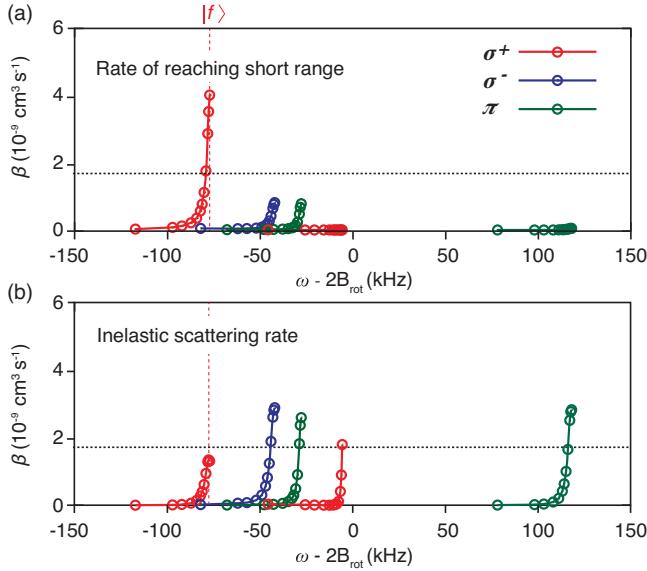 (a)
|f⟩
6
4
2
0
β (10⁻⁹ cm³ s⁻¹)
Rate of reaching short range
σ⁺
σ⁻
π
-150 -100 -50 0 50 100 150
ω - 2B_rot (kHz)
(b)
6
4
2
0
β (10⁻⁹ cm³ s⁻¹)
Inelastic scattering rate
-150 -100 -50 0 50 100 150
ω - 2B_rot (kHz)